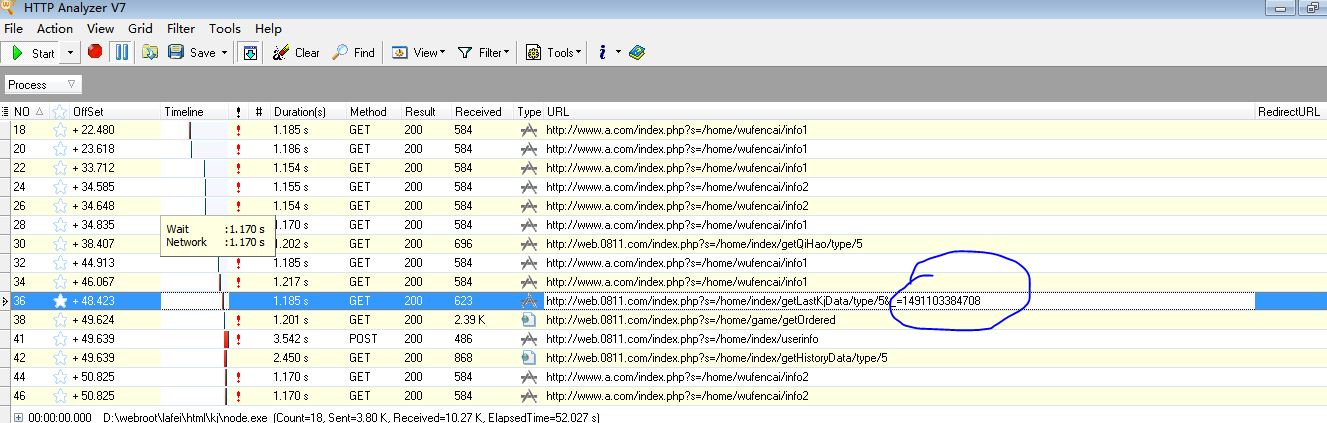 HTTP Analyzer V7
File Action View Grid Filter Tools Help
Start Save Clear Find View Filter Tools
Process
NO OffSet Timeline ! # Duration(s) Method Result Received Type URL RedirectURL
18 + 22.480 ! 1.185 s GET 200 584 http://www.a.com/index.php?s=/home/wufencai/info1
20 + 23.618 ! 1.186 s GET 200 584 http://www.a.com/index.php?s=/home/wufencai/info1
22 + 33.712 ! 1.154 s GET 200 584 http://www.a.com/index.php?s=/home/wufencai/info1
24 + 34.585 ! 1.155 s GET 200 584 http://www.a.com/index.php?s=/home/wufencai/info2
26 + 34.648 ! 1.154 s GET 200 584 http://www.a.com/index.php?s=/home/wufencai/info2
28 + 34.835 1.170 s GET 200 584 http://www.a.com/index.php?s=/home/wufencai/info1
Wait :1.170 s
Network :1.170 s
30 + 38.407 1.202 s GET 200 696 http://web.0811.com/index.php?s=/home/index/getQiHao/type/5
32 + 44.913 ! 1.185 s GET 200 584 http://www.a.com/index.php?s=/home/wufencai/info1
34 + 46.067 ! 1.217 s GET 200 584 http://www.a.com/index.php?s=/home/wufencai/info1
36 + 48.423 1.185 s GET 200 623 http://web.0811.com/index.php?s=/home/index/getLastKjData/type/5& =1491103384708
38 + 49.624 ! 1.201 s GET 200 2.39 K http://web.0811.com/index.php?s=/home/game/getOrdered
41 + 49.639 ! 3.542 s POST 200 486 http://web.0811.com/index.php?s=/home/index/userinfo
42 + 49.639 2.450 s GET 200 868 http://web.0811.com/index.php?s=/home/index/getHistoryData/type/5
44 + 50.825 ! 1.170 s GET 200 584 http://www.a.com/index.php?s=/home/wufencai/info2
46 + 50.825 ! 1.170 s GET 200 584 http://www.a.com/index.php?s=/home/wufencai/info2
00:00:00.000 D:\webroot\lafei\html\kj\node.exe (Count=18, Sent=3.80 K, Received=10.27 K, ElapsedTime=52.027 s)